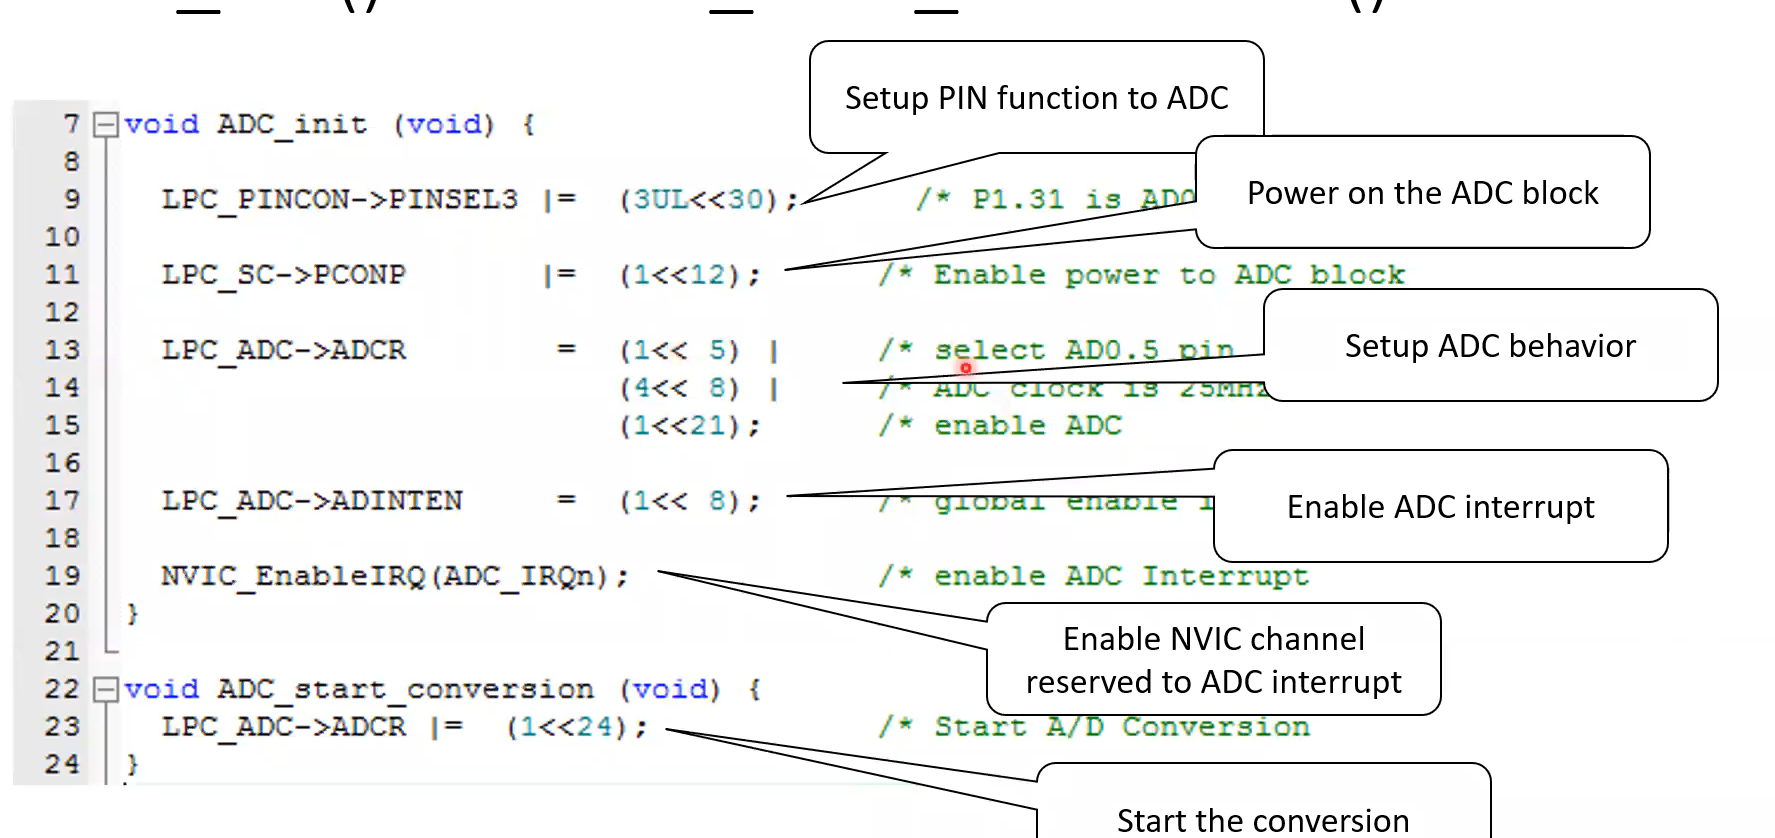 Setup PIN function to ADC
7 void ADC_init (void) {
8
9 LPC_PINCON->PINSEL3 |= (3UL<<30); /* P1.31 is AD0
Power on the ADC block
10
11 LPC_SC->PCONP |= (1<<12); /* Enable power to ADC block
12
13 LPC_ADC->ADCR = (1<< 5) | /* select AD0.5 pin
Setup ADC behavior
14 (4<< 8) | /* ADC clock is 25MHz
15 (1<<21); /* enable ADC
16
17 LPC_ADC->ADINTEN = (1<< 8); /* global enable
Enable ADC interrupt
18
19 NVIC_EnableIRQ(ADC_IRQn); /* enable ADC Interrupt
20 }
21
Enable NVIC channel
reserved to ADC interrupt
22 void ADC_start_conversion (void) {
23 LPC_ADC->ADCR |= (1<<24); /* Start A/D Conversion
24 }
Start the conversion